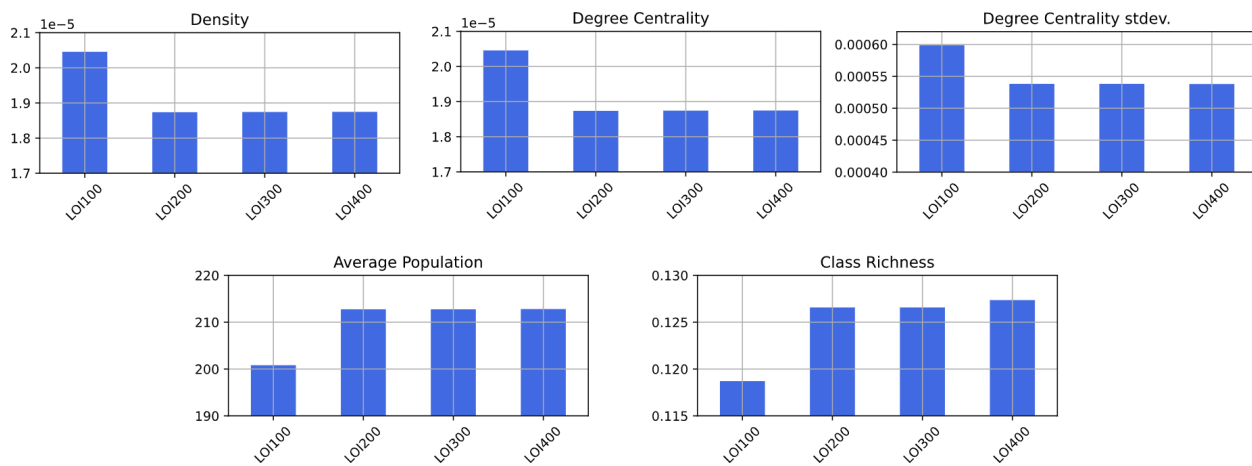 Density
1e−5
2.1
2.0
1.9
1.8
1.7
LOI100
LOI200
LOI300
LOI400
Degree Centrality
1e−5
2.1
2.0
1.9
1.8
1.7
LOI100
LOI200
LOI300
LOI400
Degree Centrality stdev.
0.00060
0.00055
0.00050
0.00045
0.00040
LOI100
LOI200
LOI300
LOI400
Average Population
220
210
200
190
LOI100
LOI200
LOI300
LOI400
Class Richness
0.130
0.125
0.120
0.115
LOI100
LOI200
LOI300
LOI400